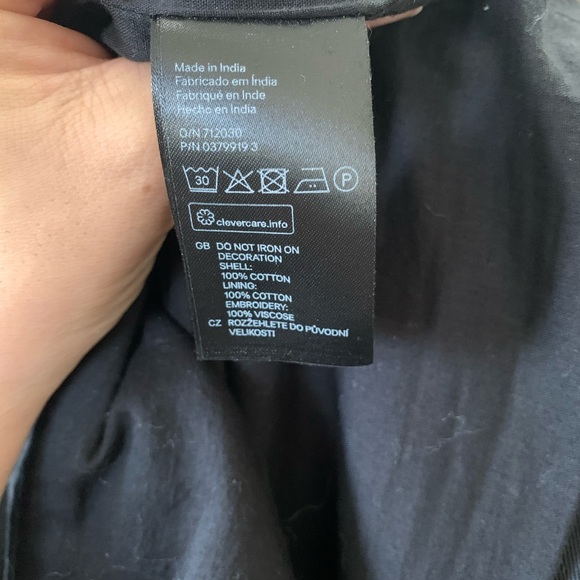 Made in India
Fabricado em Índia
Fabriqué en Inde
Hecho en India
O/N 712030
P/N 0379919 3
30 P
clevercare.info
GB DO NOT IRON ON
DECORATION
SHELL:
100% COTTON
LINING:
100% COTTON
EMBROIDERY:
100% VISCOSE
CZ ROZŽEHLETE DO PŮVODNÍ
VELIKOSTI